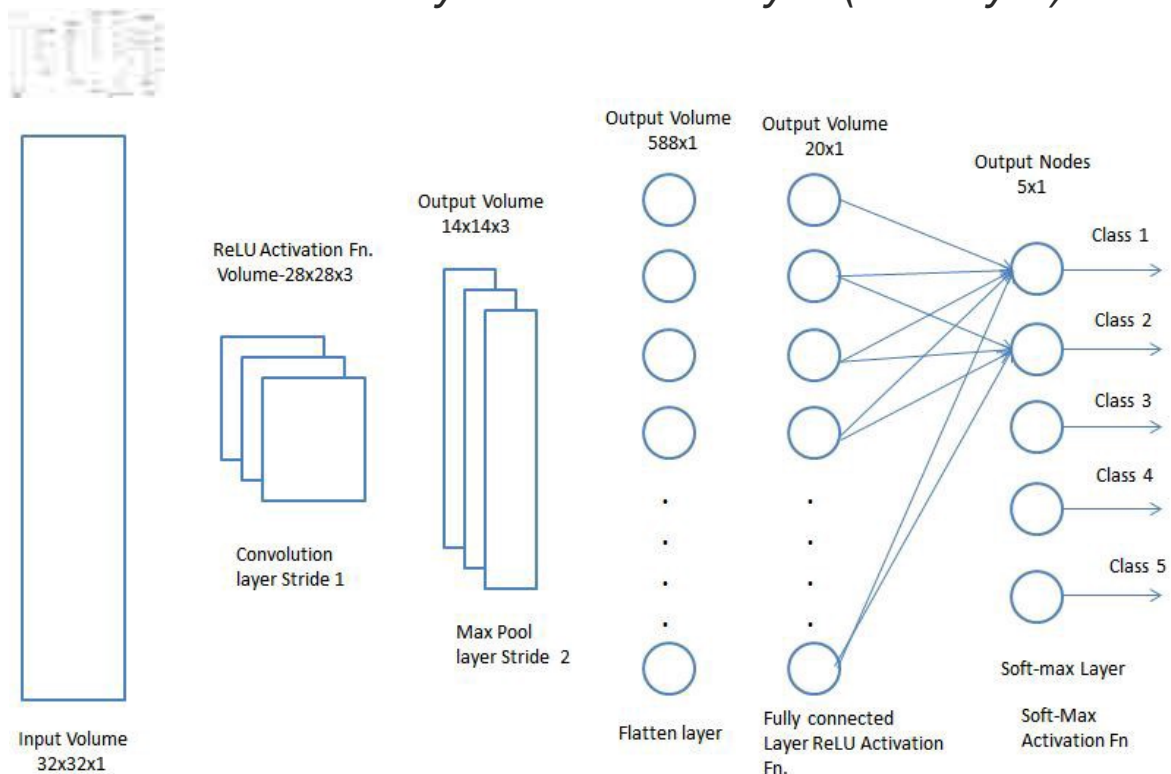 Output Volume
588x1
Output Volume
20x1
Output Nodes
5x1
Output Volume
14x14x3
ReLU Activation Fn.
Volume-28x28x3
Class 1
Class 2
Class 3
Class 4
Class 5
Convolution
layer Stride 1
Max Pool
layer Stride 2
Soft-max Layer
Flatten layer
Fully connected
Layer ReLU Activation
Fn.
Soft-Max
Activation Fn
Input Volume
32x32x1